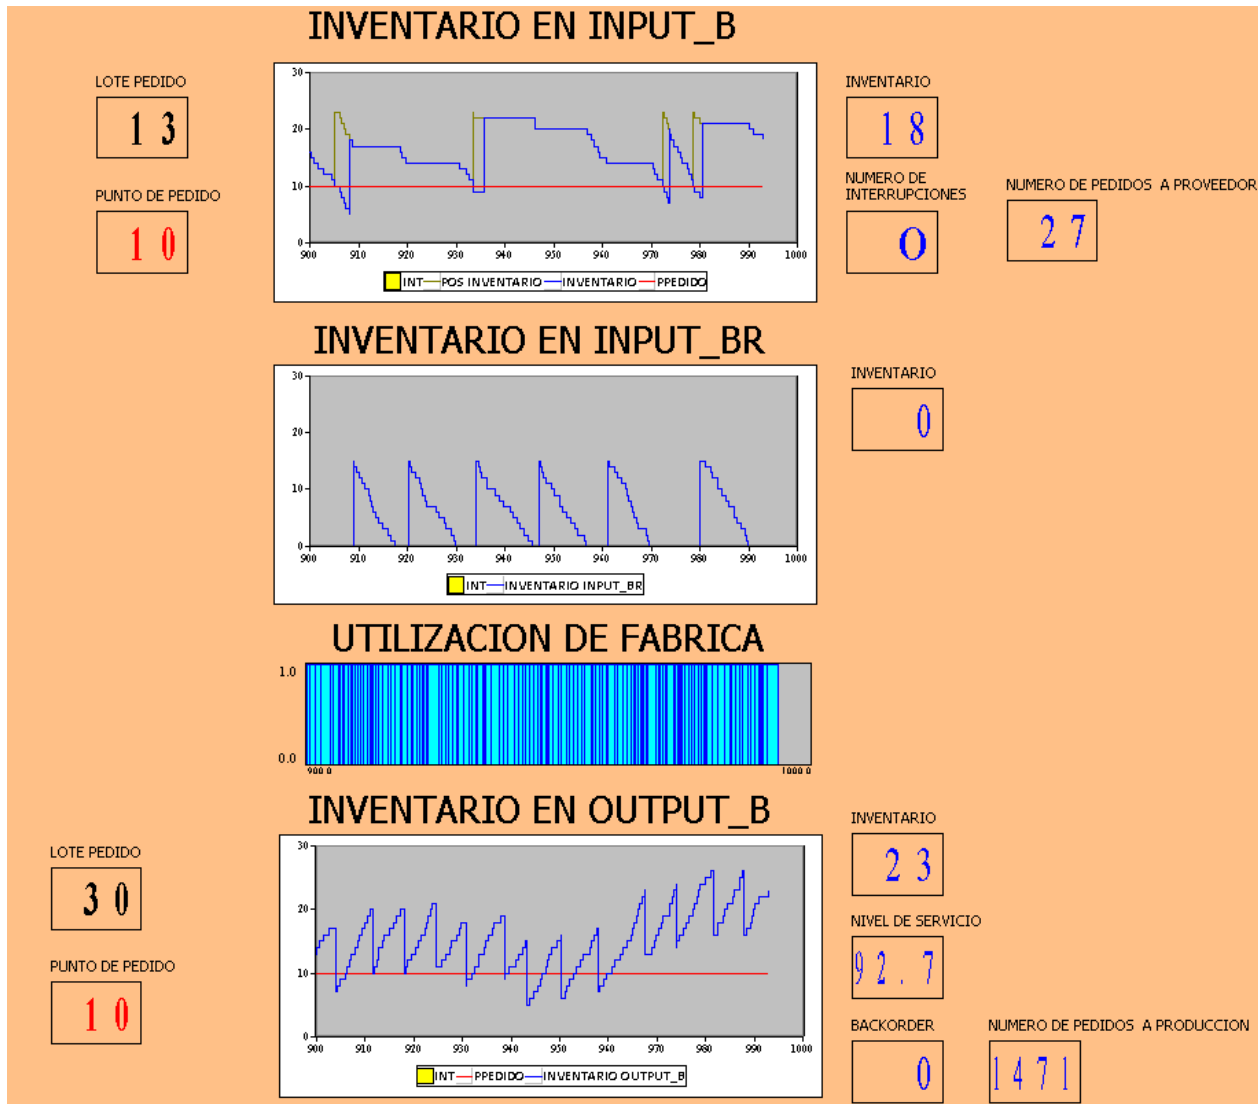 INVENTARIO EN INPUT_B
LOTE PEDIDO
13
PUNTO DE PEDIDO
10
30
20
10
0
900 910 920 930 940 950 960 970 980 990 1000
INT POS INVENTARIO INVENTARIO PPEDIDO
INVENTARIO
18
NUMERO DE
INTERRUPCIONES
0
NUMERO DE PEDIDOS A PROVEEDOR
27
INVENTARIO EN INPUT_BR
30
20
10
0
900 910 920 930 940 950 960 970 980 990 1000
INT INVENTARIO INPUT_BR
INVENTARIO
0
UTILIZACION DE FABRICA
1.0
0.0
900 0 1000 0
INVENTARIO EN OUTPUT_B
LOTE PEDIDO
30
PUNTO DE PEDIDO
10
30
20
10
0
900 910 920 930 940 950 960 970 980 990 1000
INT PPEDIDO INVENTARIO OUTPUT_B
INVENTARIO
23
NIVEL DE SERVICIO
92.7
BACKORDER
0
NUMERO DE PEDIDOS A PRODUCCION
1471